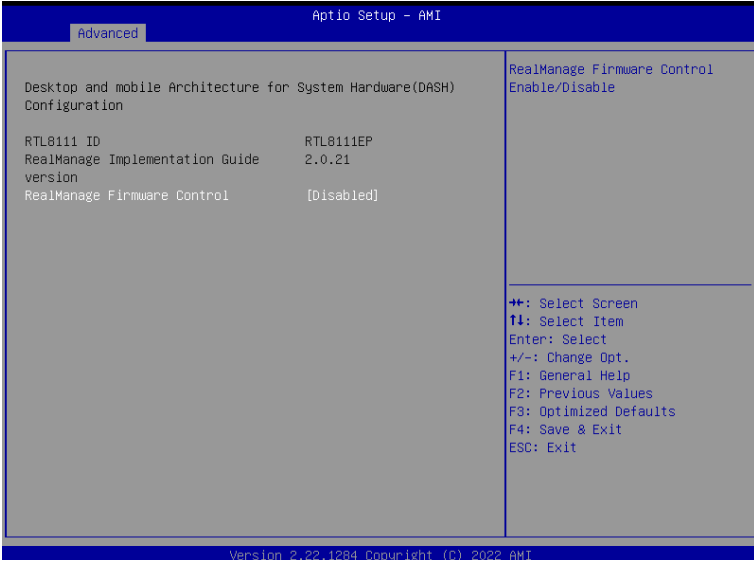 Aptio Setup – AMI
Advanced
Desktop and mobile Architecture for System Hardware(DASH)
Configuration
RTL8111 ID RTL8111EP
RealManage Implementation Guide 2.0.21
version
RealManage Firmware Control [Disabled]
RealManage Firmware Control
Enable/Disable
→←: Select Screen
↑↓: Select Item
Enter: Select
+/-: Change Opt.
F1: General Help
F2: Previous Values
F3: Optimized Defaults
F4: Save & Exit
ESC: Exit
Version 2.22.1284 Copyright (C) 2022 AMI